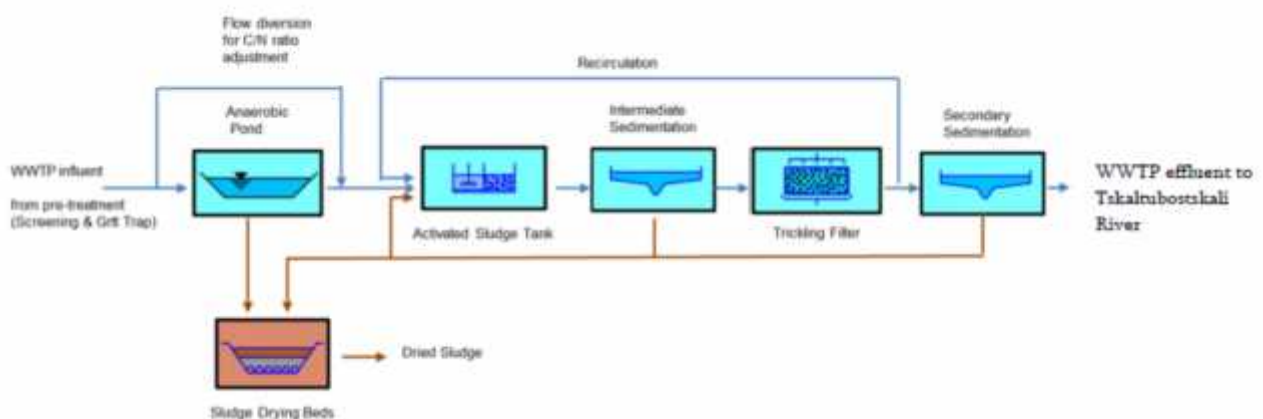 Flow diversion
for C/N ratio
adjustment
Recirculation
Anaerobic
Pond
Intermediate
Sedimentation
Secondary
Sedimentation
WWTP influent
from pre-treatment
(Screening & Grit Trap)
WWTP effluent to
Tskaltubostskali
River
Activated Sludge Tank
Trickling Filter
Dried Sludge
Sludge Drying Beds